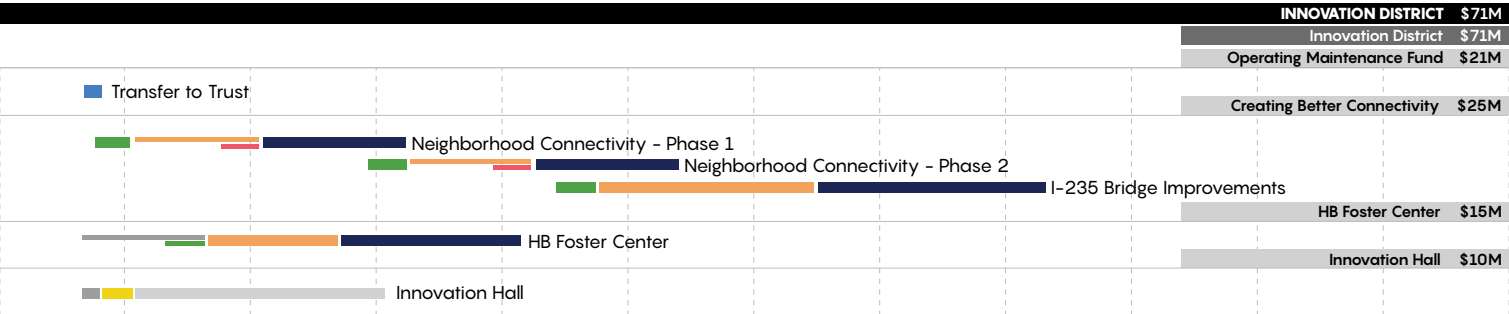 INNOVATION DISTRICT $71M
Innovation District $71M
Operating Maintenance Fund $21M
Transfer to Trust
Creating Better Connectivity $25M
Neighborhood Connectivity - Phase 1
Neighborhood Connectivity - Phase 2
I-235 Bridge Improvements
HB Foster Center $15M
HB Foster Center
Innovation Hall $10M
Innovation Hall